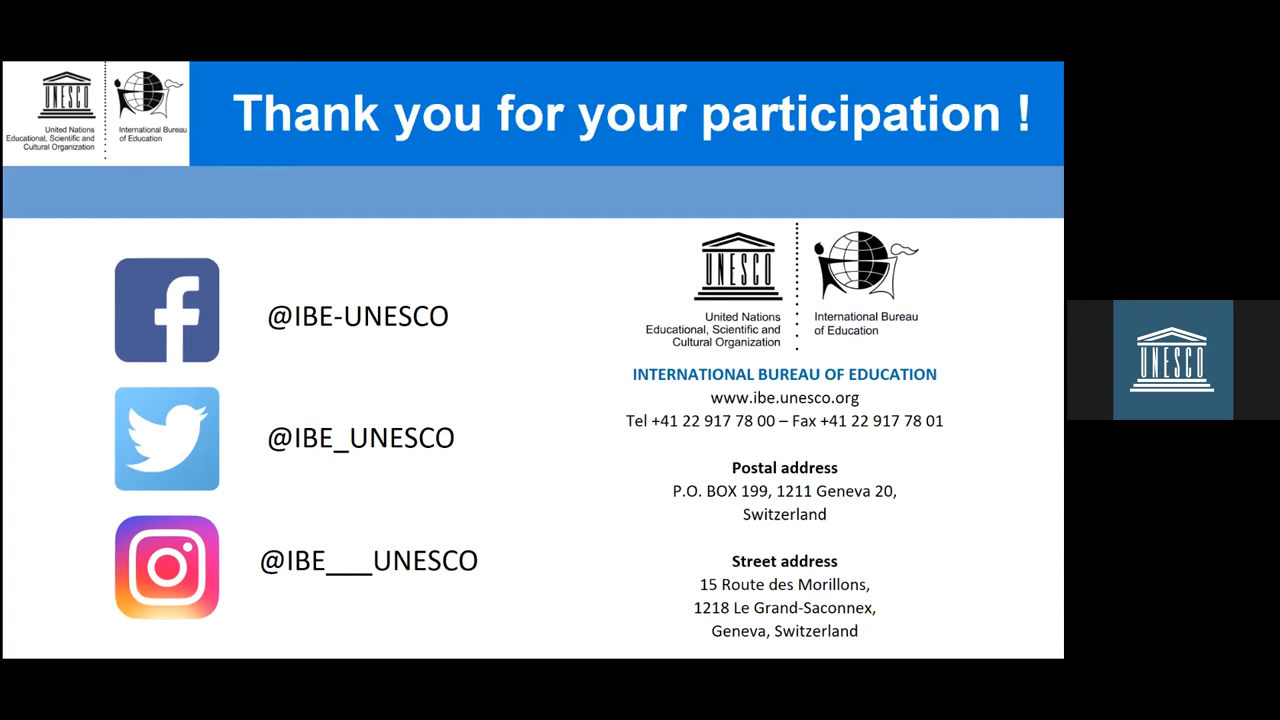 UNESCO
United Nations
Educational, Scientific and
Cultural Organization
International Bureau
of Education
Thank you for your participation !
@IBE-UNESCO
@IBE_UNESCO
@IBE___UNESCO
UNESCO
United Nations
Educational, Scientific and
Cultural Organization
International Bureau
of Education
INTERNATIONAL BUREAU OF EDUCATION
www.ibe.unesco.org
Tel +41 22 917 78 00 – Fax +41 22 917 78 01
Postal address
P.O. BOX 199, 1211 Geneva 20,
Switzerland
Street address
15 Route des Morillons,
1218 Le Grand-Saconnex,
Geneva, Switzerland
UNESCO